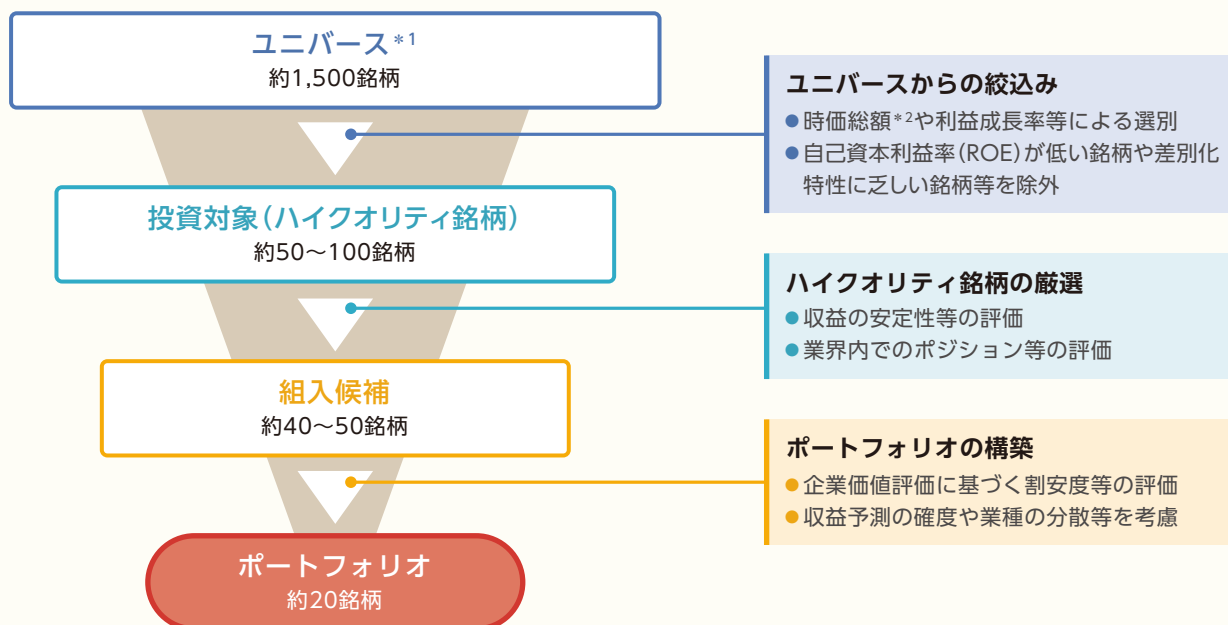 ユニバース*1
約1,500銘柄
ユニバースからの絞込み
●時価総額*2や利益成長率等による選別
●自己資本利益率(ROE)が低い銘柄や差別化
特性に乏しい銘柄等を除外
投資対象(ハイクオリティ銘柄)
約50〜100銘柄
ハイクオリティ銘柄の厳選
●収益の安定性等の評価
●業界内でのポジション等の評価
組入候補
約40〜50銘柄
ポートフォリオの構築
●企業価値評価に基づく割安度等の評価
●収益予測の確度や業種の分散等を考慮
ポートフォリオ
約20銘柄